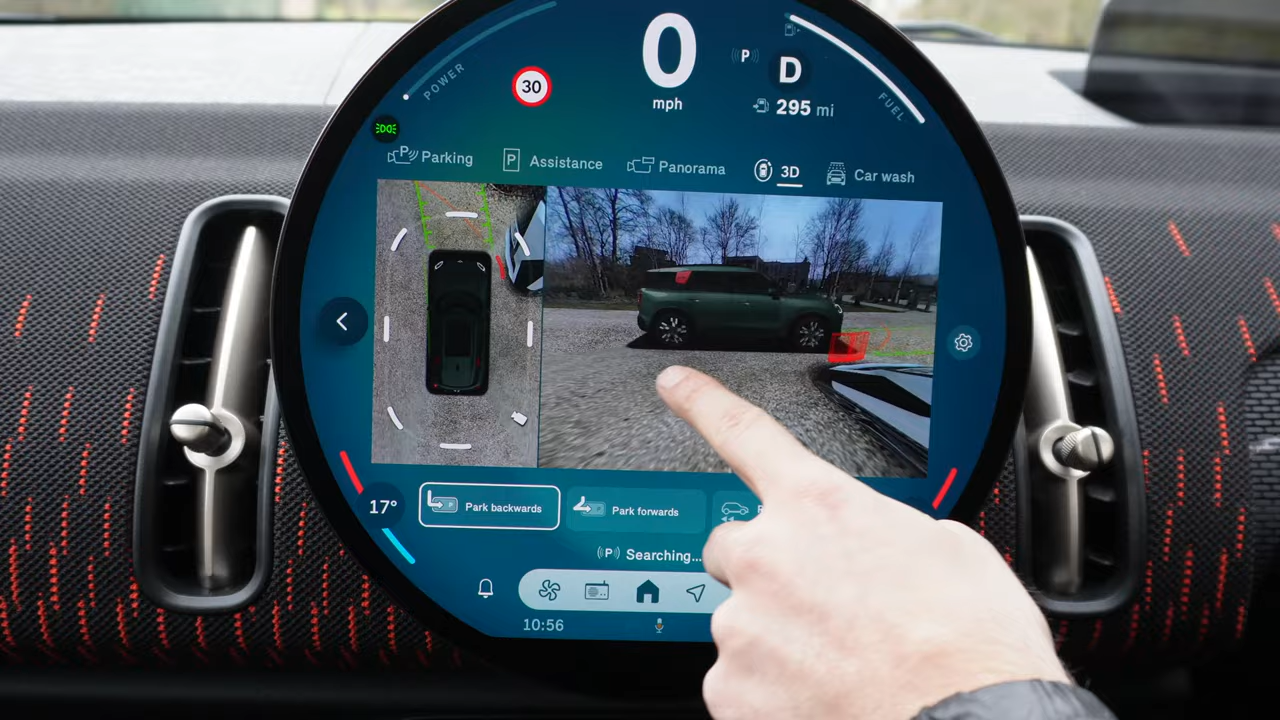 0
mph
POWER
30
P
D
295 mi
FUEL
P Parking
P Assistance
Panorama
3D
Car wash
17°
P Park backwards
Park forwards
(P) Searching...
10:56